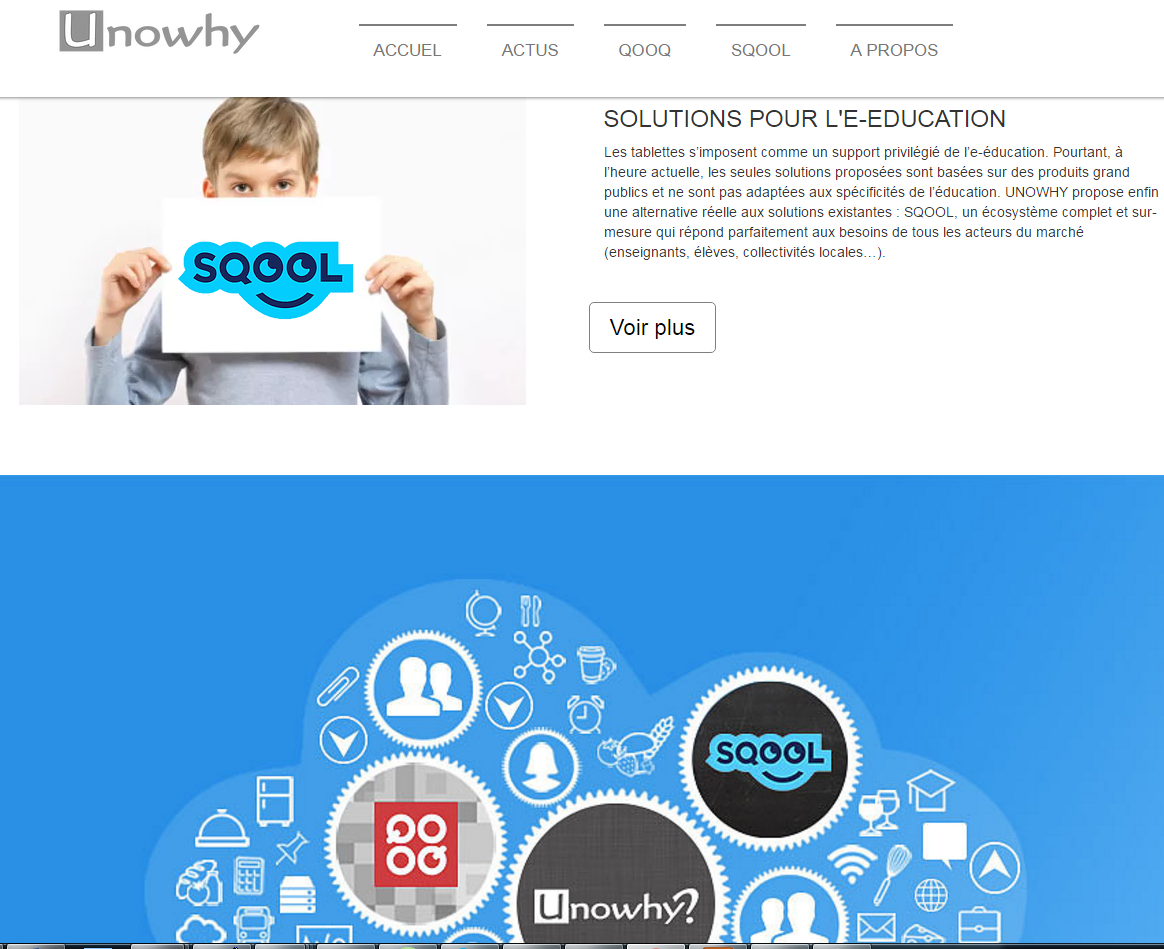 Unowhy
ACCUEL
ACTUS
QOOQ
SQOOL
A PROPOS
SOLUTIONS POUR L'E-EDUCATION
Les tablettes s’imposent comme un support privilégié de l’e-éducation. Pourtant, à
l’heure actuelle, les seules solutions proposées sont basées sur des produits grand
publics et ne sont pas adaptées aux spécificités de l’éducation. UNOWHY propose enfin
une alternative réelle aux solutions existantes : SQOOL, un écosystème complet et sur-
mesure qui répond parfaitement aux besoins de tous les acteurs du marché
(enseignants, élèves, collectivités locales…).
SQOOL
Voir plus
SQOOL
QOOQ
Unowhy?